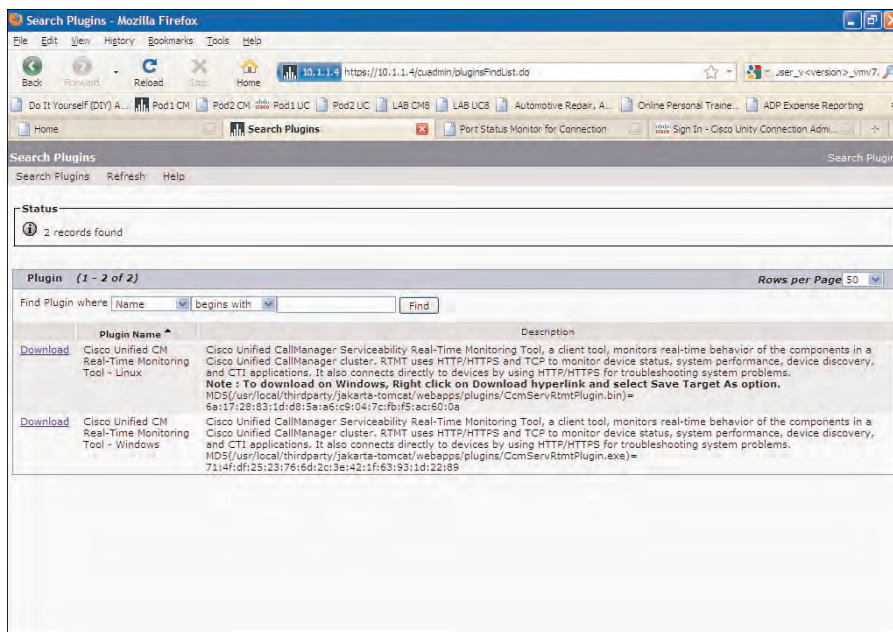 Search Plugins - Mozilla Firefox
File Edit View History Bookmarks Tools Help
Back Forward Reload Stop Home 10.1.1.4 https://10.1.1.4/cuadmin/pluginsFindList.do user_v<version>_vmv7.
Do It Yourself (DIY) A... Pod1 CM Pod2 CM Pod1 UC Pod2 UC LAB CM8 LAB UC8 Automotive Repair, A... Online Personal Traine... ADP Expense Reporting
Home Search Plugins Port Status Monitor for Connection Sign In - Cisco Unity Connection Admi...
Search Plugins Search Plugin
Search Plugins Refresh Help
Status
2 records found
Plugin (1 - 2 of 2) Rows per Page 50
Find Plugin where Name begins with Find
Plugin Name Description
Download Cisco Unified CM Real-Time Monitoring Tool - Linux
Cisco Unified CallManager Serviceability Real-Time Monitoring Tool, a client tool, monitors real-time behavior of the components in a
Cisco Unified CallManager cluster. RTMT uses HTTP/HTTPS and TCP to monitor device status, system performance, device discovery,
and CTI applications. It also connects directly to devices by using HTTP/HTTPS for troubleshooting system problems.
Note : To download on Windows, Right click on Download hyperlink and select Save Target As option.
MD5(/usr/local/thirdparty/jakarta-tomcat/webapps/plugins/CcmServRtmtPlugin.bin)=
6a:17:28:83:1d:d8:5a:a6:c9:04:7c:fb:f5:ac:60:0a
Download Cisco Unified CM Real-Time Monitoring Tool - Windows
Cisco Unified CallManager Serviceability Real-Time Monitoring Tool, a client tool, monitors real-time behavior of the components in a
Cisco Unified CallManager cluster. RTMT uses HTTP/HTTPS and TCP to monitor device status, system performance, device discovery,
and CTI applications. It also connects directly to devices by using HTTP/HTTPS for troubleshooting system problems.
MD5(/usr/local/thirdparty/jakarta-tomcat/webapps/plugins/CcmServRtmtPlugin.exe)=
71:4f:df:25:23:76:6d:2c:3e:42:1f:63:93:1d:22:89